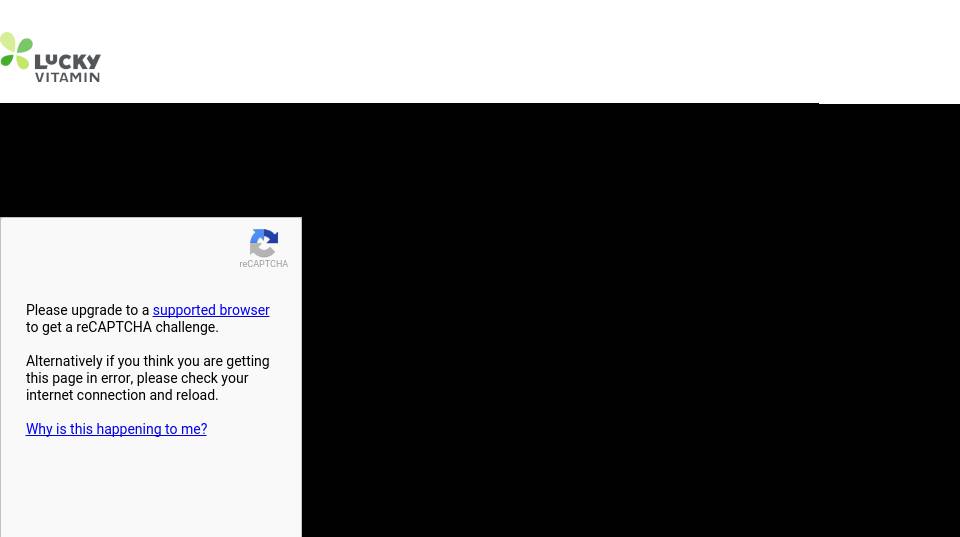 LUCKY
VITAMIN
reCAPTCHA
Please upgrade to a supported browser
to get a reCAPTCHA challenge.
Alternatively if you think you are getting
this page in error, please check your
internet connection and reload.
Why is this happening to me?